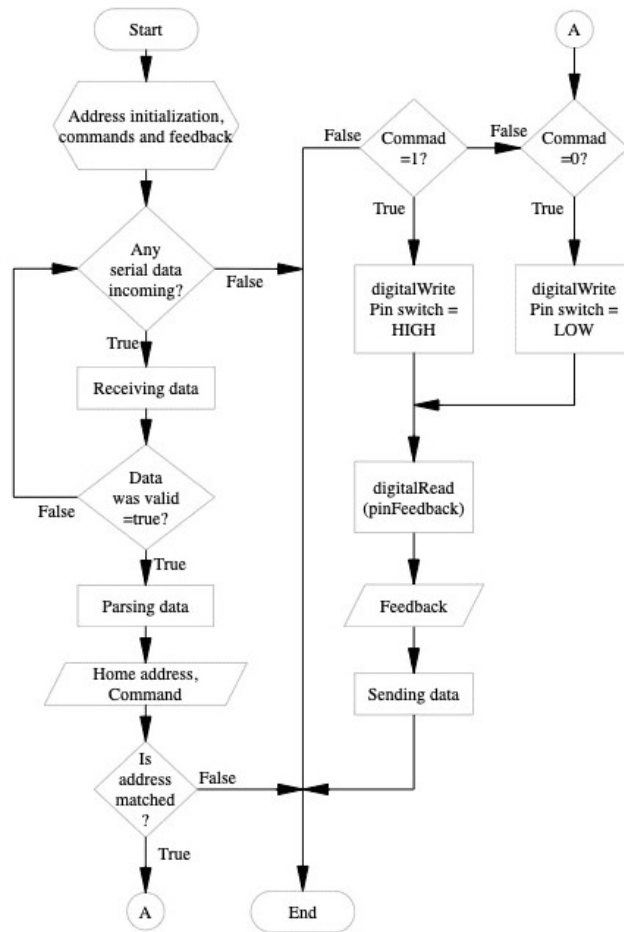 Start
Address initialization,
commands and feedback
Any
serial data
incoming?
False
True
Receiving data
Data
was valid
=true?
False
True
Parsing data
Home address,
Command
Is
address
matched
?
False
True
A
A
False
Commad
=1?
False
Commad
=0?
True
True
digitalWrite
Pin switch =
HIGH
digitalWrite
Pin switch =
LOW
digitalRead
(pinFeedback)
Feedback
Sending data
End